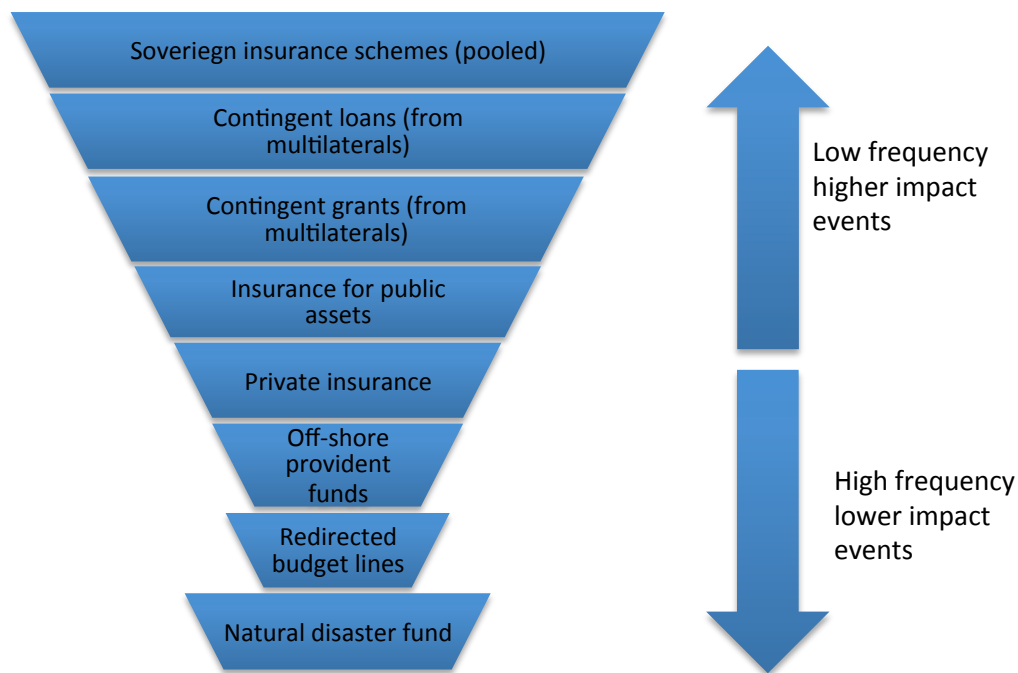 Soveriegn insurance schemes (pooled)
Contingent loans (from
multilaterals)
Contingent grants (from
multilaterals)
Insurance for public
assets
Private insurance
Off-shore
provident
funds
Redirected
budget lines
Natural disaster fund
Low frequency
higher impact
events
High frequency
lower impact
events